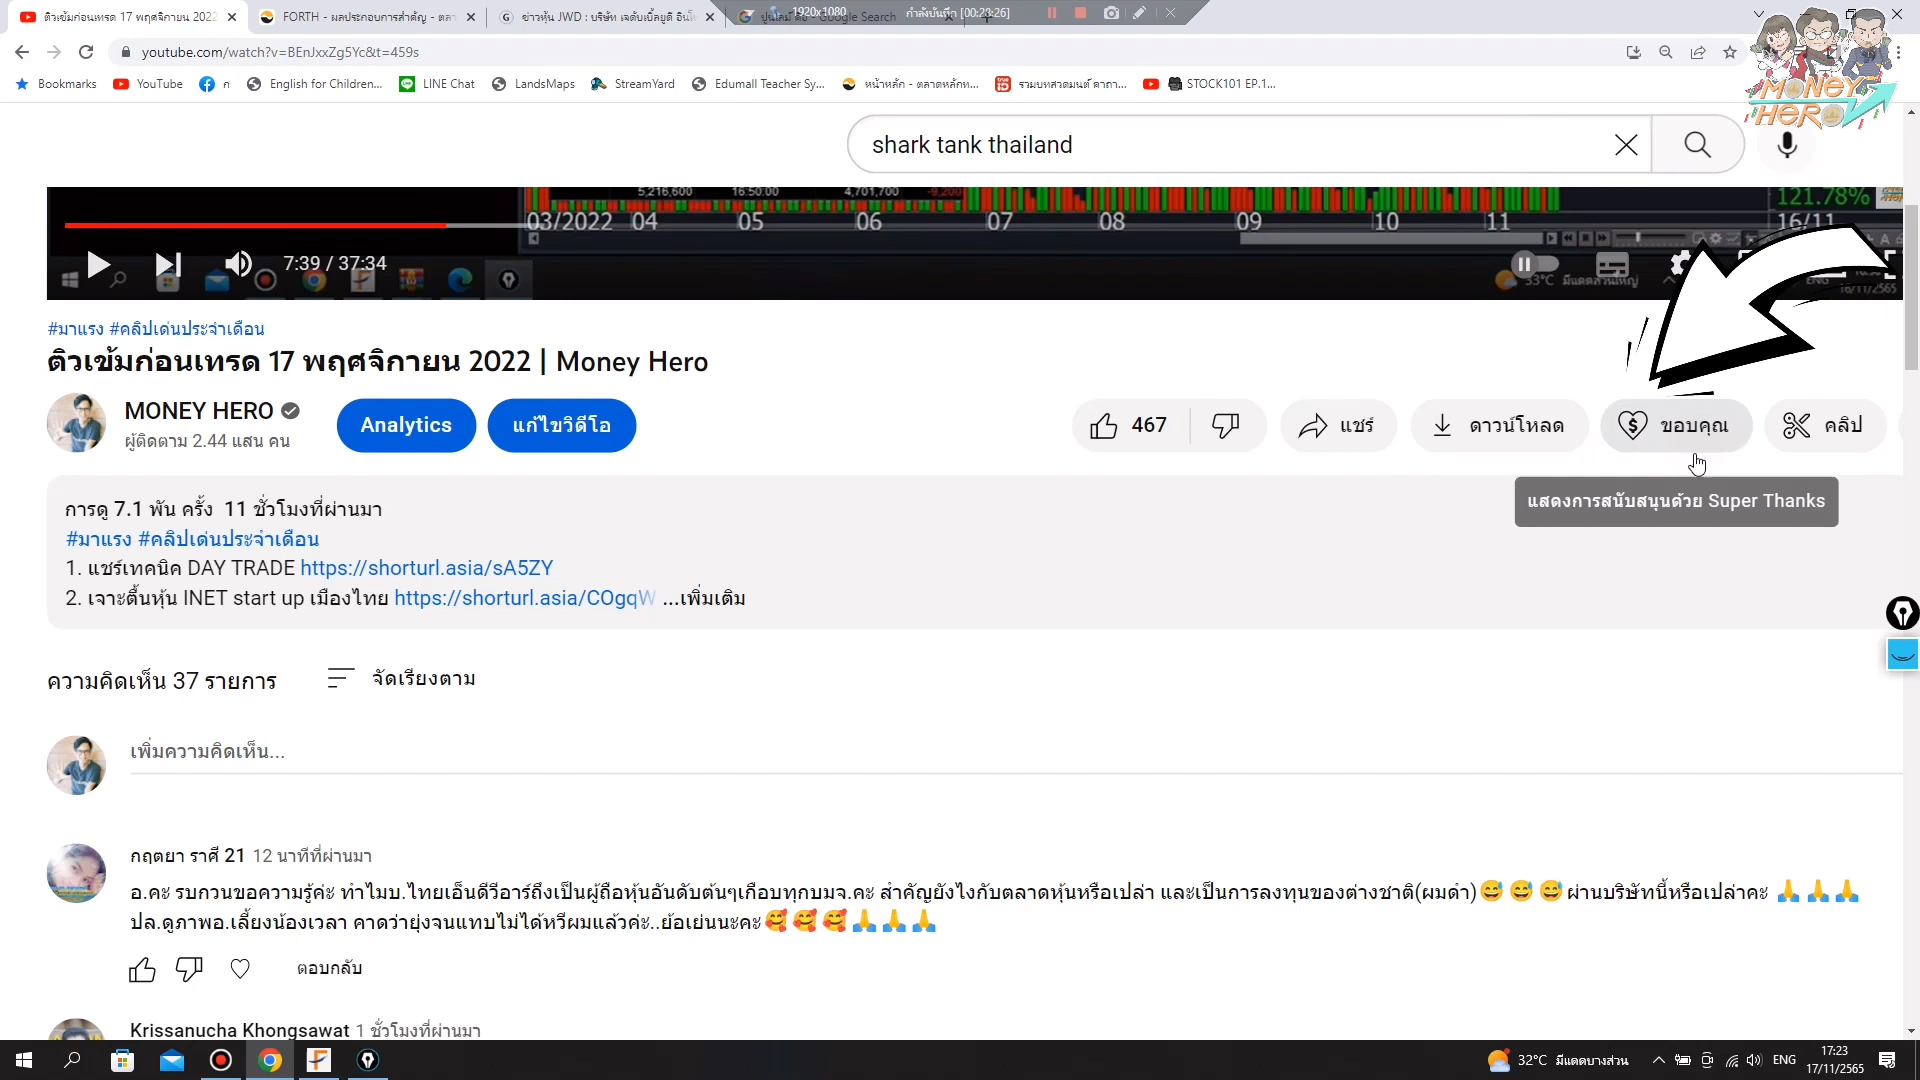 ติวเข้มก่อนเทรด 17 พฤศจิกายน 2022
FORTH - ผลประกอบการสำคัญ - ตลา
ข่าวหุ้น JWD : บริษัท เจดับเบิ้ลยูดี อินโ
Google Search
1920x1080
กำลังบันทึก [00:23:26]
youtube.com/watch?v=BEnJxxZg5Yc&t=459s
Bookmarks
YouTube
ก
English for Children...
LINE Chat
LandsMaps
StreamYard
Edumall Teacher Sy...
หน้าหลัก - ตลาดหลักท...
รวมบทสวดมนต์ คาถา...
STOCK101 EP.1...
MONEY HERO
shark tank thailand
5,216,600 16:50:00 4,701,700 -9,200
121.78%
03/2022 04 05 06 07 08 09 10 11 16/11
7:39 / 37:34
33°C มีแดดส่วนใหญ่
ENG
16/11/2565
#มาแรง #คลิปเด่นประจำเดือน
ติวเข้มก่อนเทรด 17 พฤศจิกายน 2022 | Money Hero
MONEY HERO
ผู้ติดตาม 2.44 แสน คน
Analytics
แก้ไขวิดีโอ
467
แชร์
ดาวน์โหลด
ขอบคุณ
คลิป
แสดงการสนับสนุนด้วย Super Thanks
การดู 7.1 พัน ครั้ง 11 ชั่วโมงที่ผ่านมา
#มาแรง #คลิปเด่นประจำเดือน
1. แชร์เทคนิค DAY TRADE https://shorturl.asia/sA5ZY
2. เจาะตื้นหุ้น INET start up เมืองไทย https://shorturl.asia/COgqW ...เพิ่มเติม
ความคิดเห็น 37 รายการ
จัดเรียงตาม
เพิ่มความคิดเห็น...
กฤตยา ราศี 21 12 นาทีที่ผ่านมา
อ.คะ รบกวนขอความรู้ค่ะ ทำไมบ.ไทยเอ็นดีวีอาร์ถึงเป็นผู้ถือหุ้นอันดับต้นๆเกือบทุกบมจ.คะ สำคัญยังไงกับตลาดหุ้นหรือเปล่า และเป็นการลงทุนของต่างชาติ(ผมดำ)😅😅😅ผ่านบริษัทนี้หรือเปล่าคะ 🙏🙏🙏
ปล.ดูภาพอ.เลี้ยงน้องเวลา คาดว่ายุ่งจนแทบไม่ได้หวีผมแล้วค่ะ..ย้อเย่นนะคะ🥰🥰🥰🙏🙏🙏
ตอบกลับ
Krissanucha Khongsawat 1 ชั่วโมงที่ผ่านมา
32°C มีแดดบางส่วน
ENG
17:23
17/11/2565